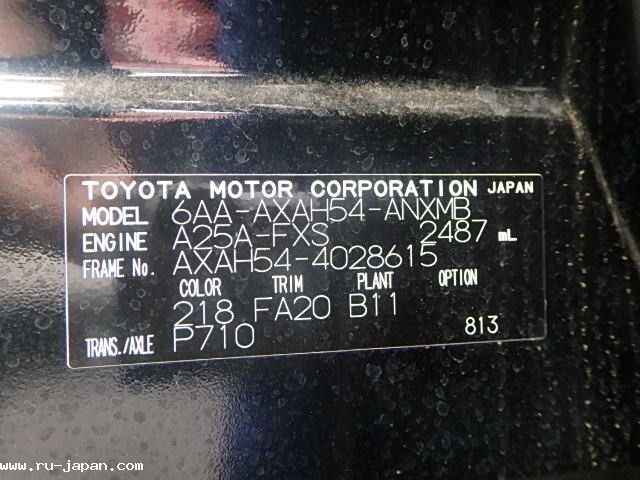 TOYOTA MOTOR CORPORATION JAPAN
MODEL 6AA-AXAH54-ANXMB
ENGINE A25A-FXS 2487 mL
FRAME No. AXAH54-4028615
COLOR TRIM PLANT OPTION
218 FA20 B11
TRANS./AXLE P710 813
www.ru-japan.com